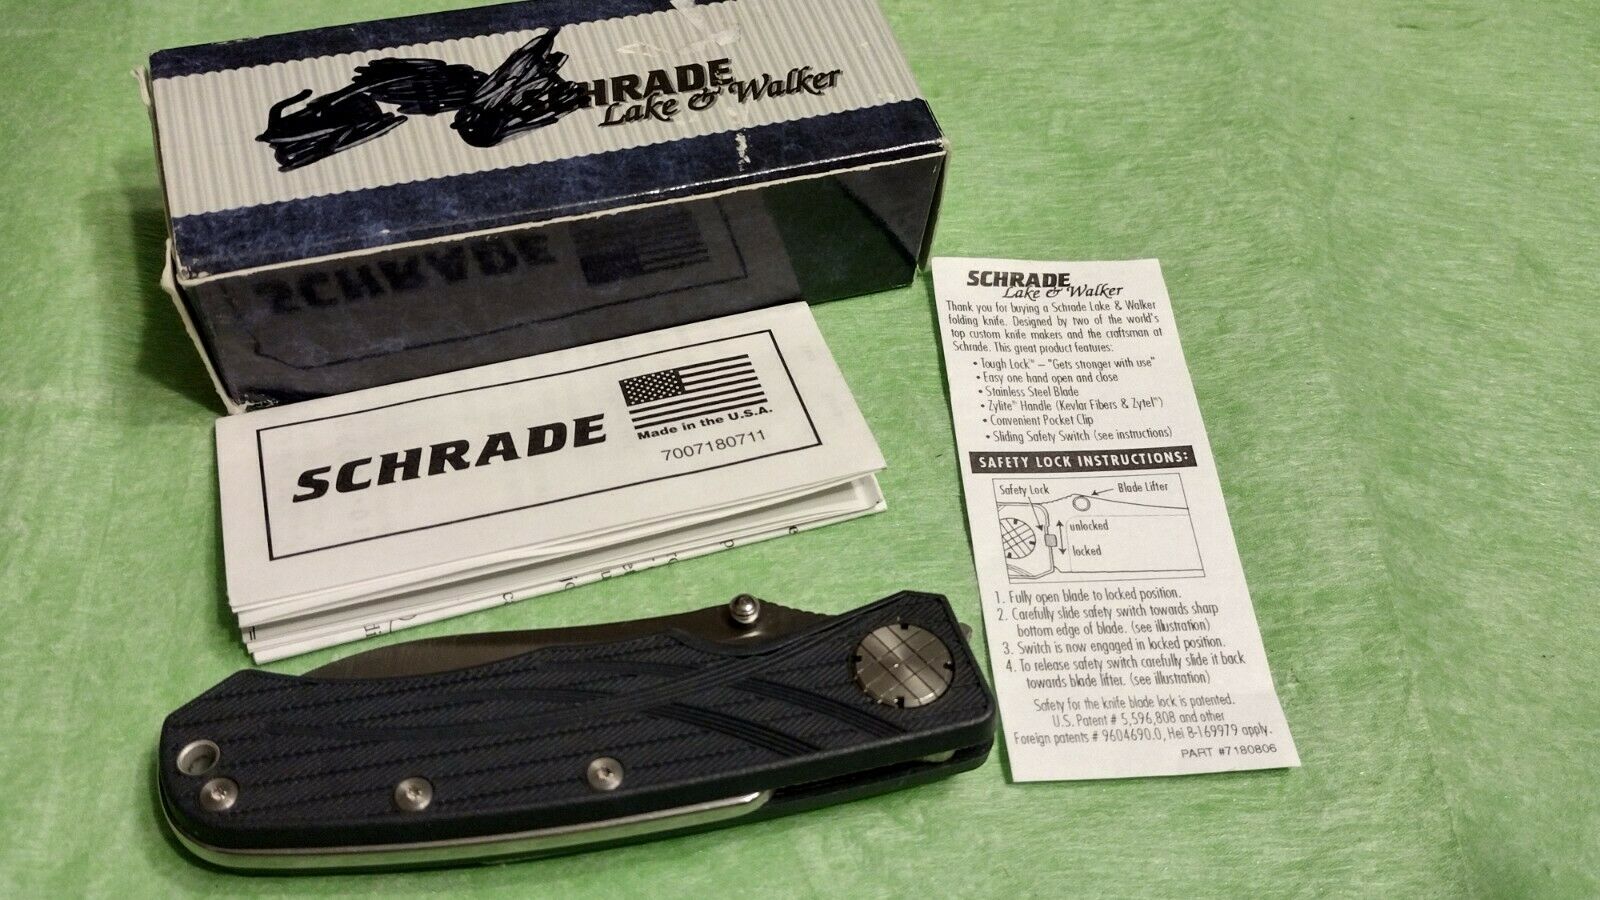 SCHRADE
Lake & Walker
SCHRADE
SCHRADE
Made in the U.S.A.
7007180711
SCHRADE
Lake & Walker
Thank you for buying a Schrade Lake & Walker
folding knife. Designed by two of the world's
top custom knife makers and the craftsman at
Schrade. This great product features:
• Tough Lock™ – "Gets stronger with use"
• Easy one hand open and close
• Stainless Steel Blade
• Zylite™ Handle (Kevlar Fibers & Zytel®)
• Convenient Pocket Clip
• Sliding Safety Switch (see instructions)
SAFETY LOCK INSTRUCTIONS:
Safety Lock
Blade Lifter
unlocked
locked
1. Fully open blade to locked position.
2. Carefully slide safety switch towards sharp
bottom edge of blade. (see illustration)
3. Switch is now engaged in locked position.
4. To release safety switch carefully slide it back
towards blade lifter. (see illustration)
Safety for the knife blade lock is patented.
U.S. Patent # 5,596,808 and other
Foreign patents # 9604690.0, Hei 8-169979 apply.
PART #7180806